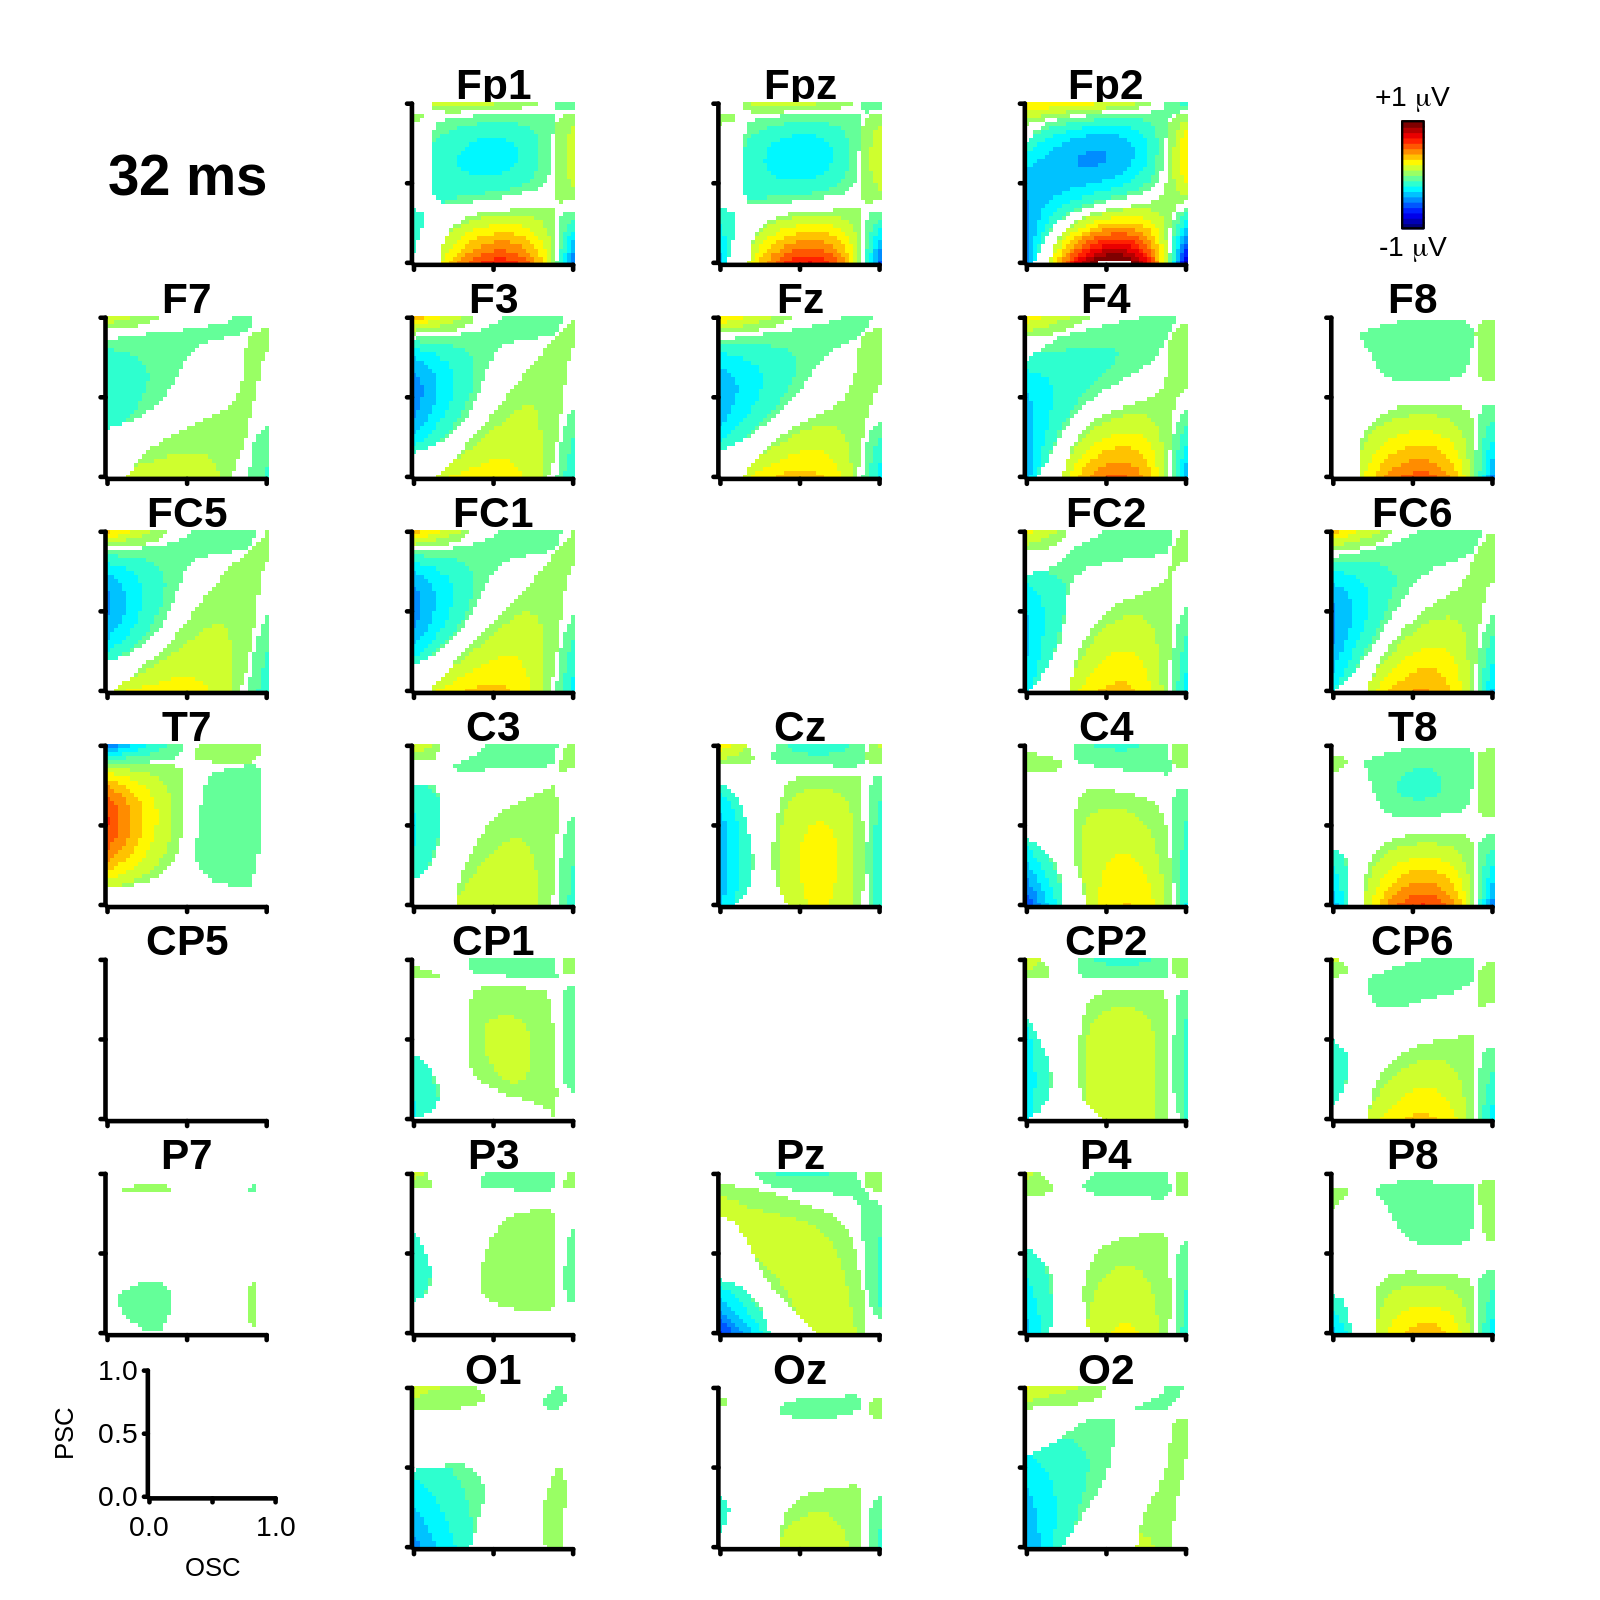 Fp1 Fpz Fp2
+1 μV
32 ms
-1 μV
F7 F3 Fz F4 F8
FC5 FC1 FC2 FC6
T7 C3 Cz C4 T8
CP5 CP1 CP2 CP6
P7 P3 Pz P4 P8
O1 Oz O2
1.0
PSC
0.5
0.0
0.0 1.0
OSC